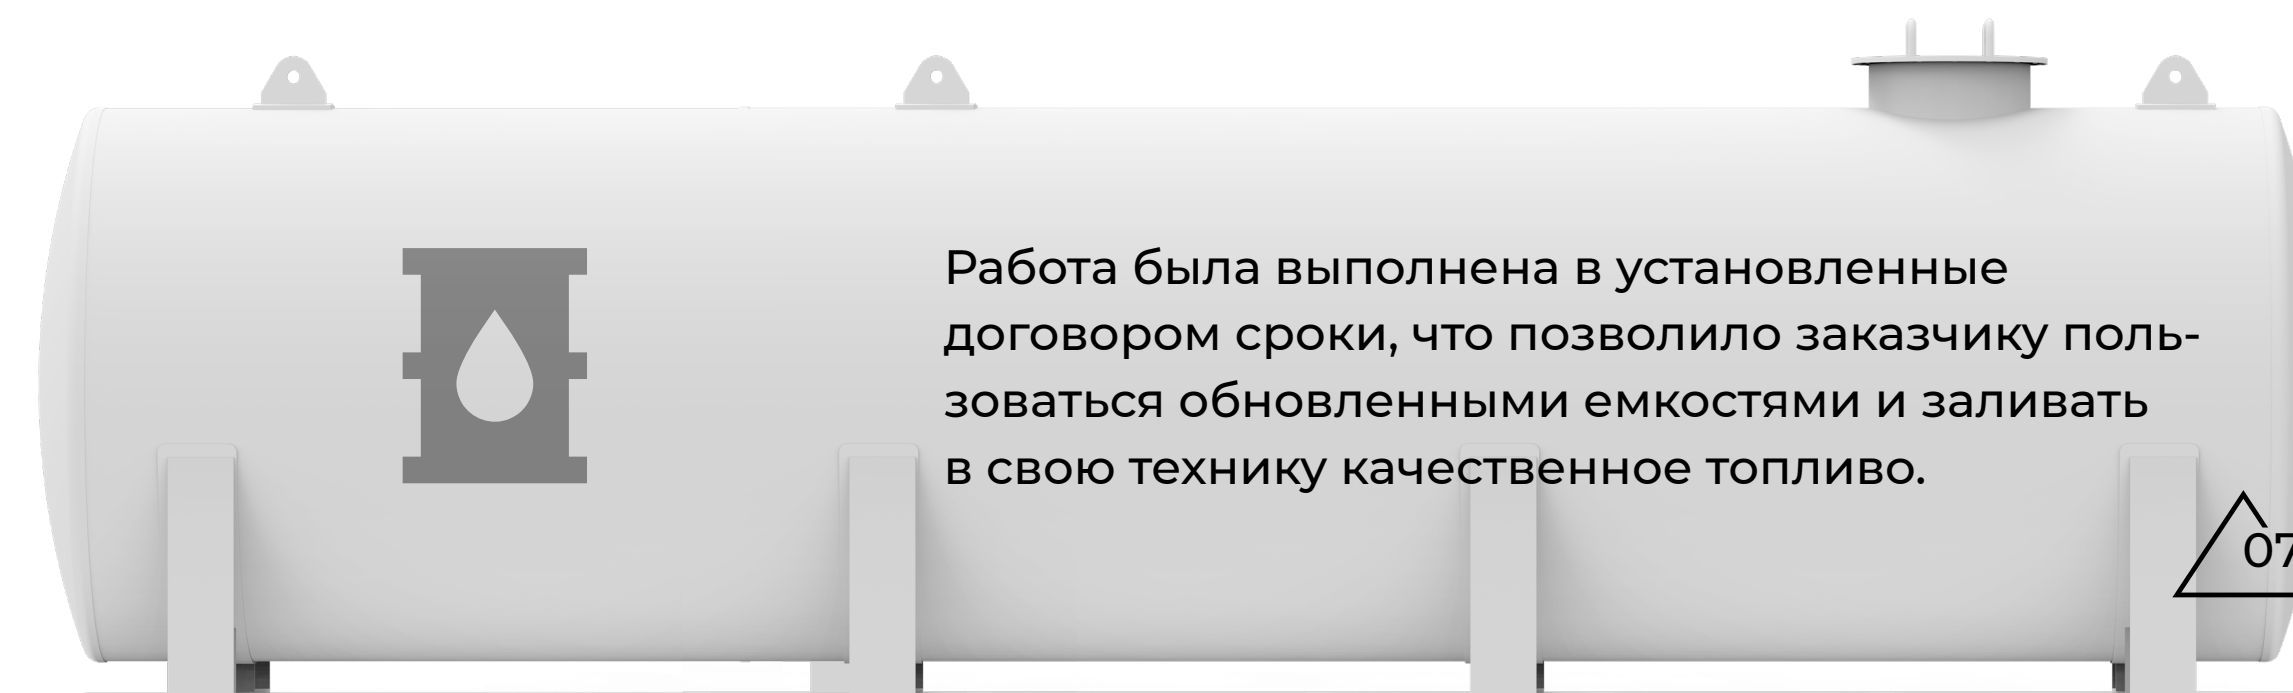 Работа была выполнена в установленные
договором сроки, что позволило заказчику поль-
зоваться обновленными емкостями и заливать
в свою технику качественное топливо.
07